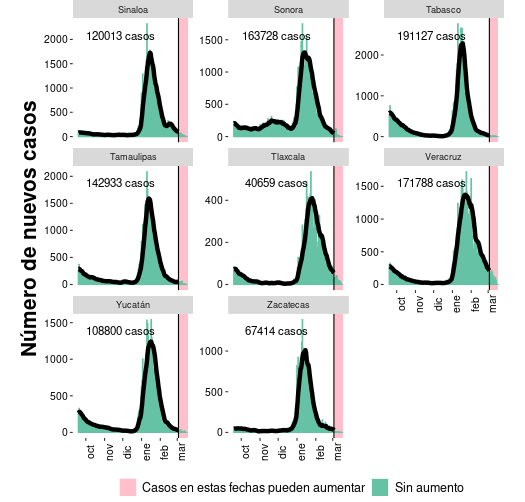 Número de nuevos casos
Sinaloa
120013 casos
2000
1500
1000
500
0
Sonora
163728 casos
1500
1000
500
0
Tabasco
191127 casos
2000
1000
0
Tamaulipas
142933 casos
2000
1500
1000
500
0
Tlaxcala
40659 casos
400
200
0
Veracruz
171788 casos
1500
1000
500
0
oct nov dic ene feb mar
Yucatán
108800 casos
1500
1000
500
0
oct nov dic ene feb mar
Zacatecas
67414 casos
1000
500
0
oct nov dic ene feb mar
Casos en estas fechas pueden aumentar Sin aumento